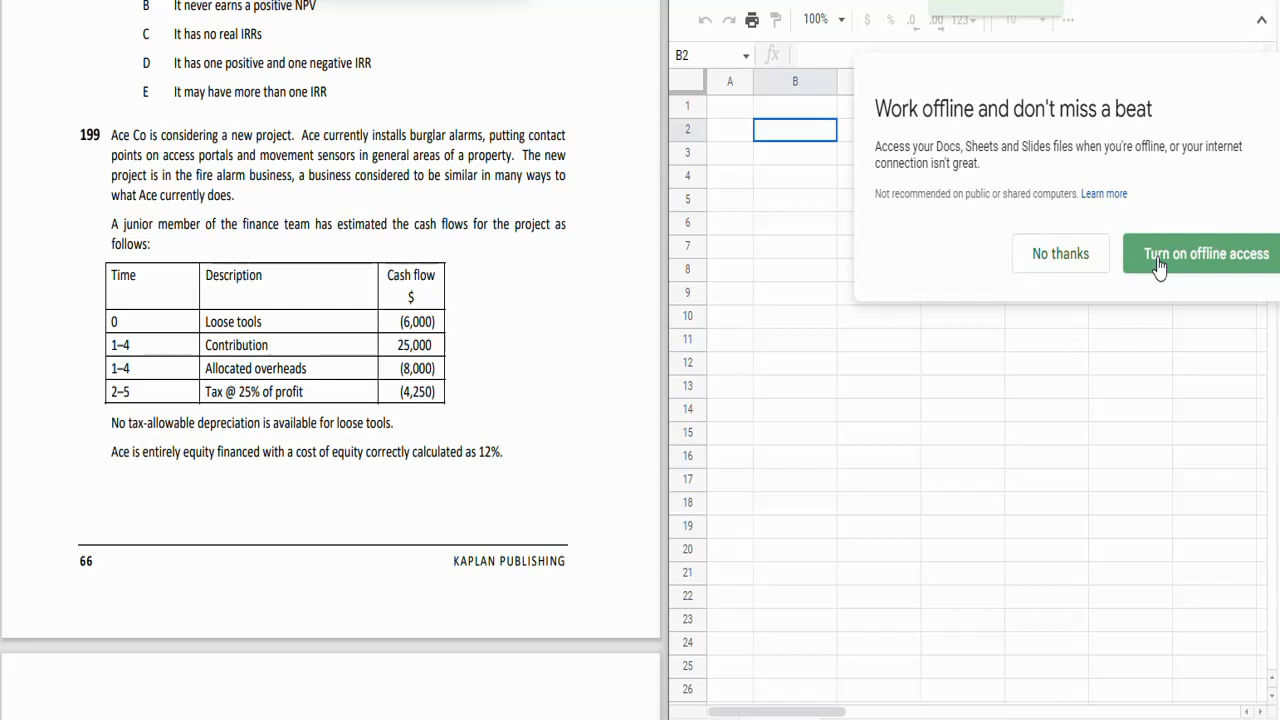 B It never earns a positive NPV
C It has no real IRRs
D It has one positive and one negative IRR
E It may have more than one IRR
199 Ace Co is considering a new project. Ace currently installs burglar alarms, putting contact
points on access portals and movement sensors in general areas of a property. The new
project is in the fire alarm business, a business considered to be similar in many ways to
what Ace currently does.
A junior member of the finance team has estimated the cash flows for the project as
follows:
Time Description Cash flow
$
0 Loose tools (6,000)
1–4 Contribution 25,000
1–4 Allocated overheads (8,000)
2–5 Tax @ 25% of profit (4,250)
No tax-allowable depreciation is available for loose tools.
Ace is entirely equity financed with a cost of equity correctly calculated as 12%.
66 KAPLAN PUBLISHING
100% $ % .0 .00 123 10
B2 fx
A B
Work offline and don't miss a beat
Access your Docs, Sheets and Slides files when you're offline, or your internet
connection isn't great.
Not recommended on public or shared computers. Learn more
No thanks Turn on offline access
1
2
3
4
5
6
7
8
9
10
11
12
13
14
15
16
17
18
19
20
21
22
23
24
25
26